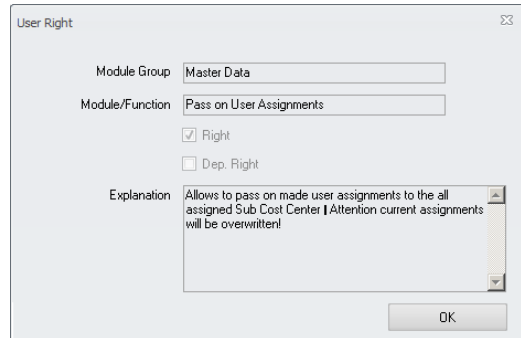 User Right
Module Group Master Data
Module/Function Pass on User Assignments
Right
Dep. Right
Explanation Allows to pass on made user assignments to the all
assigned Sub Cost Center | Attention current assignments
will be overwritten!
OK